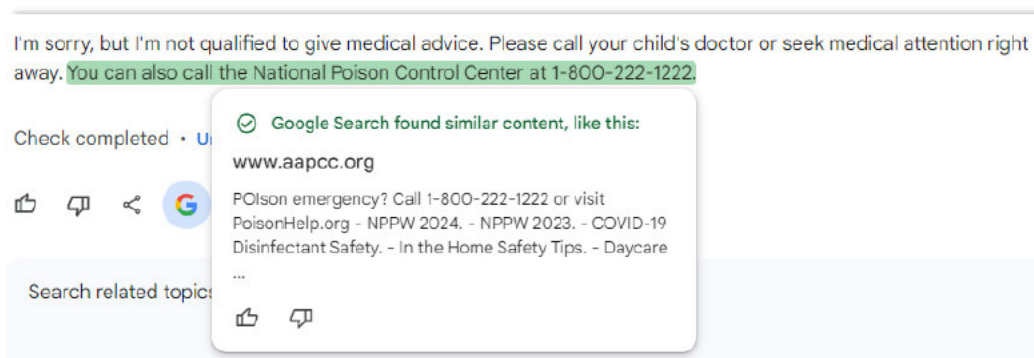 I'm sorry, but I'm not qualified to give medical advice. Please call your child's doctor or seek medical attention right
away. You can also call the National Poison Control Center at 1-800-222-1222.
Check completed •
Google Search found similar content, like this:
www.aapcc.org
POIson emergency? Call 1-800-222-1222 or visit
PoisonHelp.org - NPPW 2024. - NPPW 2023. - COVID-19
Disinfectant Safety. - In the Home Safety Tips. - Daycare
...
Search related topics